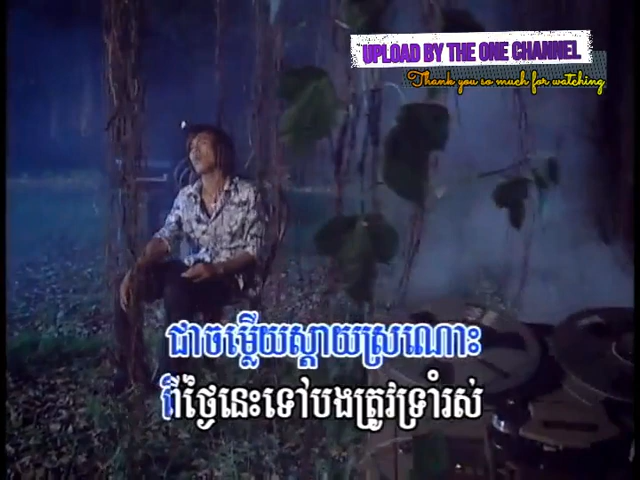 UPLOAD BY THE ONE CHANNEL
Thank you so much for watching
ជាចម្លើយស្ដាយស្រណោះ
ពីថ្ងៃនេះទៅបងត្រូវទ្រាំរស់